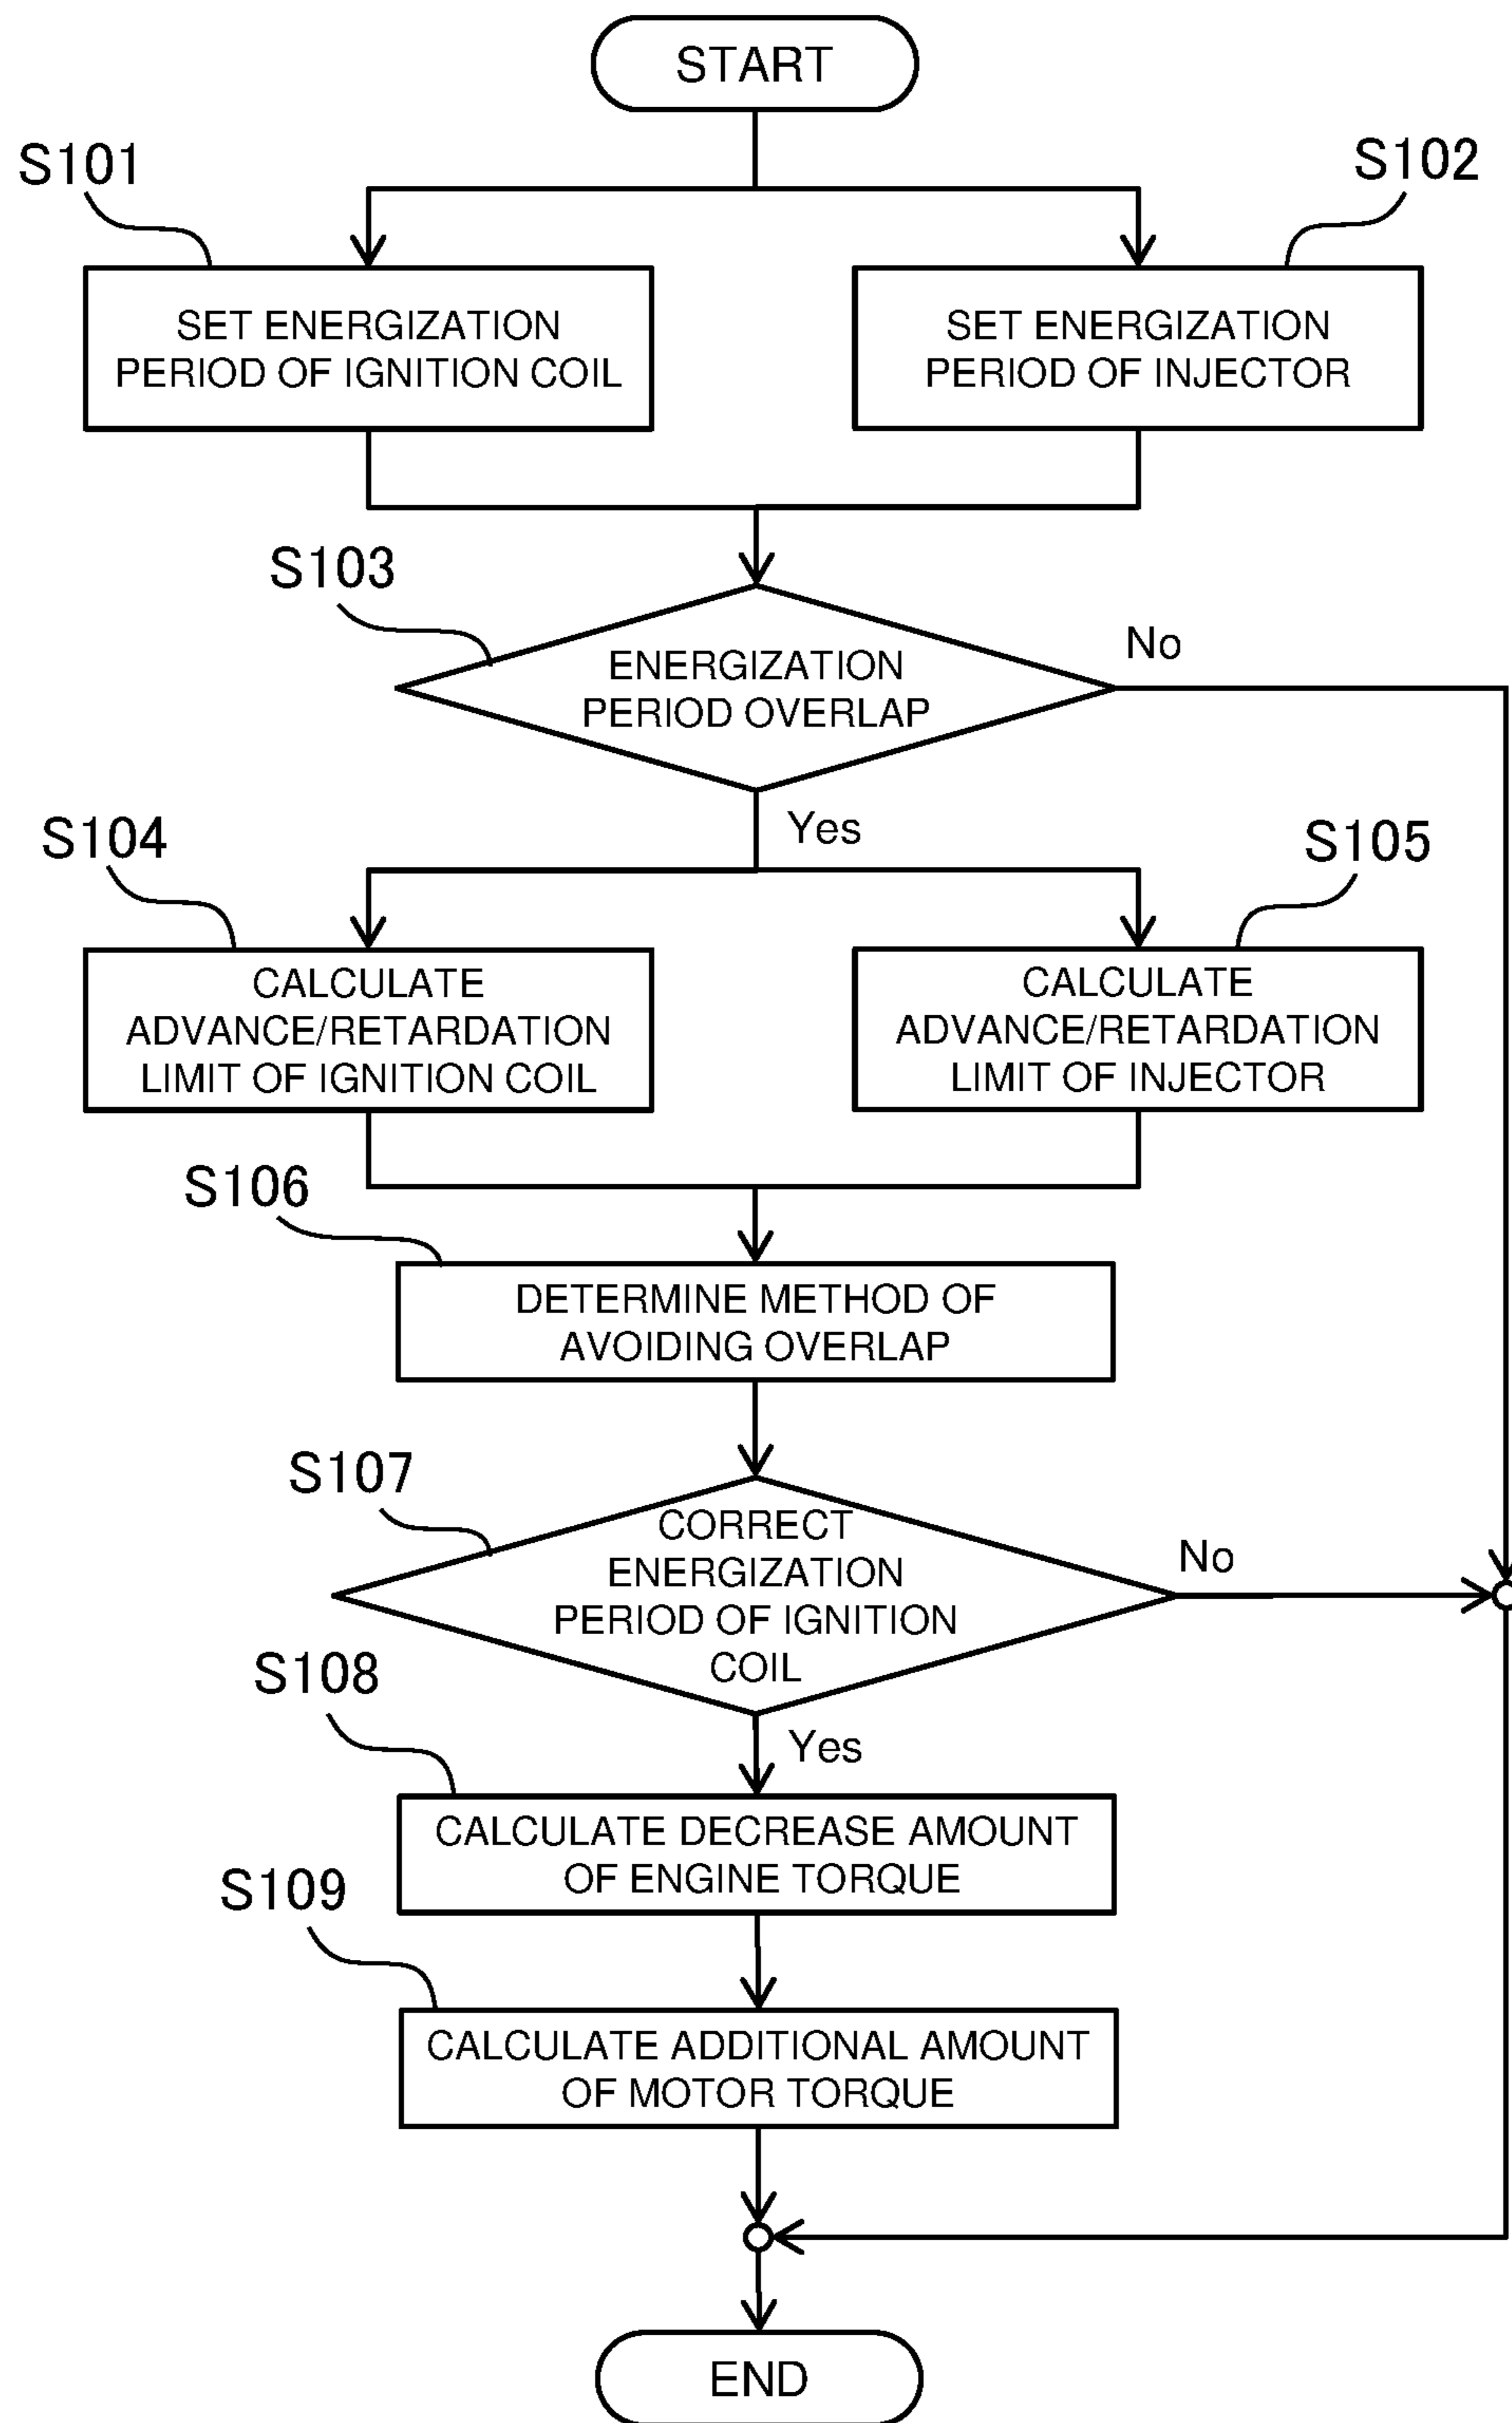 START
S101
S102
SET ENERGIZATION
PERIOD OF IGNITION COIL
SET ENERGIZATION
PERIOD OF INJECTOR
S103
ENERGIZATION
PERIOD OVERLAP
No
Yes
S104
S105
CALCULATE
ADVANCE/RETARDATION
LIMIT OF IGNITION COIL
CALCULATE
ADVANCE/RETARDATION
LIMIT OF INJECTOR
S106
DETERMINE METHOD OF
AVOIDING OVERLAP
S107
CORRECT
ENERGIZATION
PERIOD OF IGNITION
COIL
No
Yes
S108
CALCULATE DECREASE AMOUNT
OF ENGINE TORQUE
S109
CALCULATE ADDITIONAL AMOUNT
OF MOTOR TORQUE
END